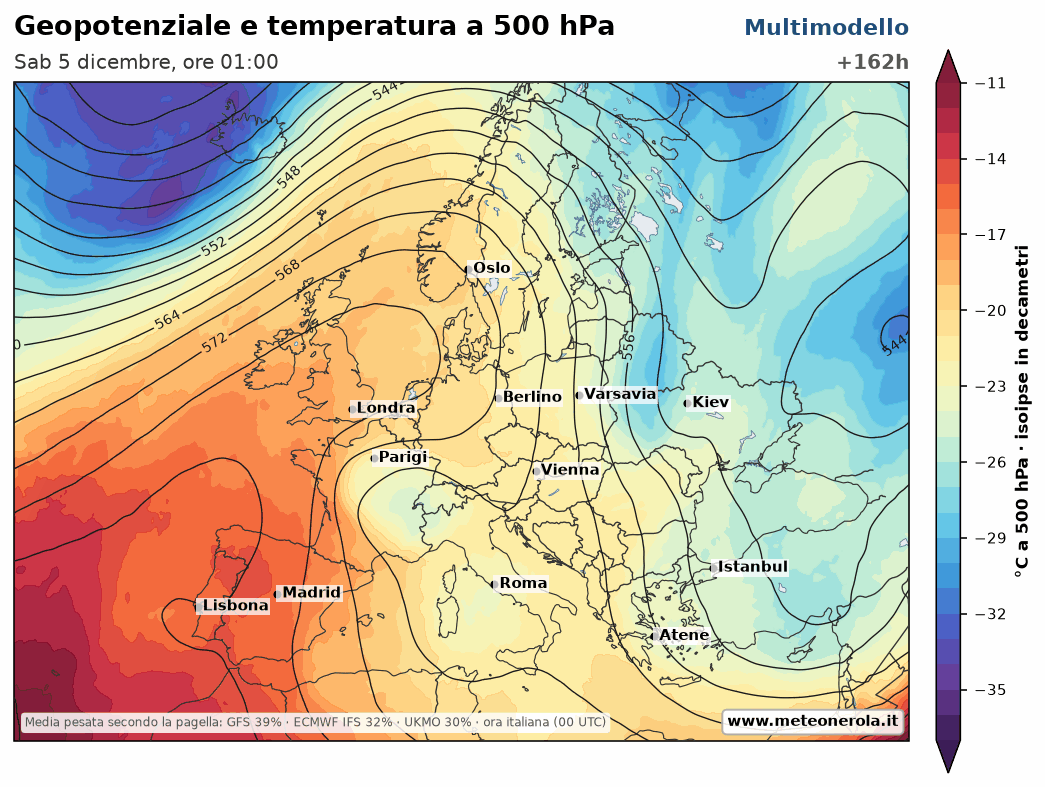 Geopotenziale e temperatura a 500 hPa
Multimodello
Sab 5 dicembre, ore 01:00
+162h
544
548
552
568
564
572
556
544
0
Oslo
Londra
Berlino
Varsavia
Kiev
Parigi
Vienna
Istanbul
Roma
Madrid
Lisbona
Atene
−11
−14
−17
−20
−23
−26
−29
−32
−35
°C a 500 hPa · isoipse in decametri
Media pesata secondo la pagella: GFS 39% · ECMWF IFS 32% · UKMO 30% · ora italiana (00 UTC)
www.meteonerola.it